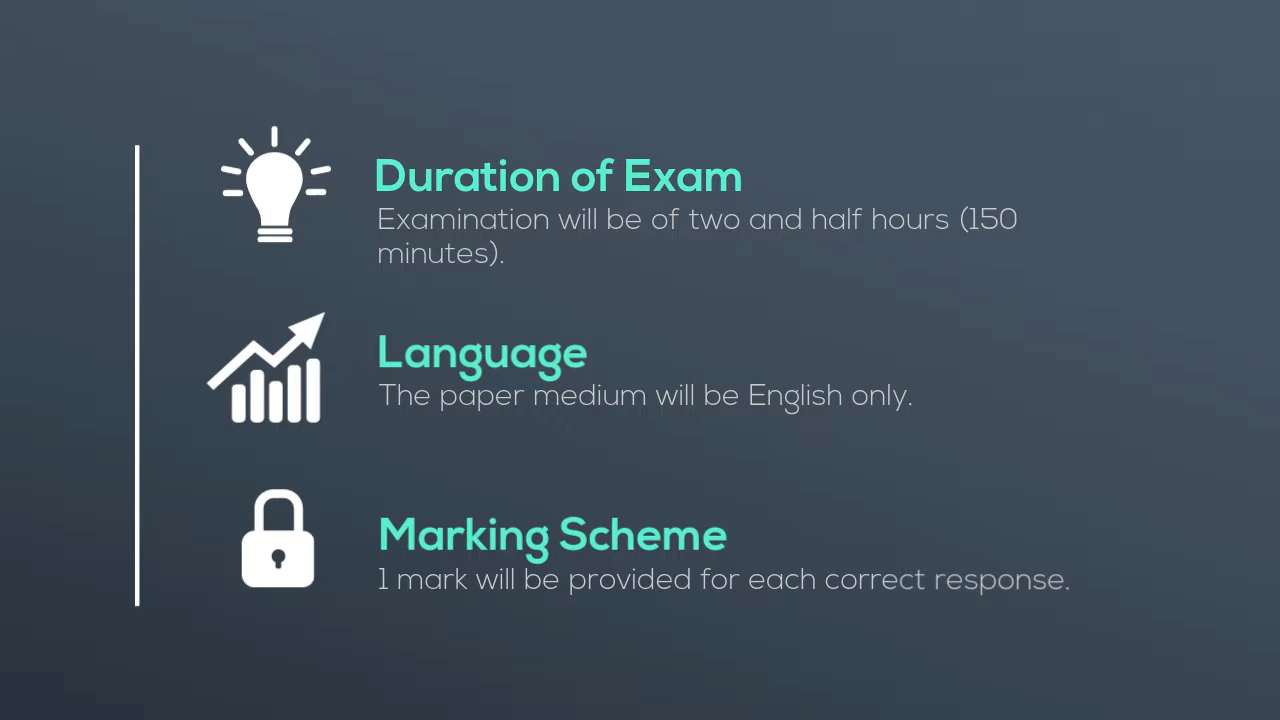 Duration of Exam
Examination will be of two and half hours (150
minutes).
Language
The paper medium will be English only.
Marking Scheme
1 mark will be provided for each correct response.